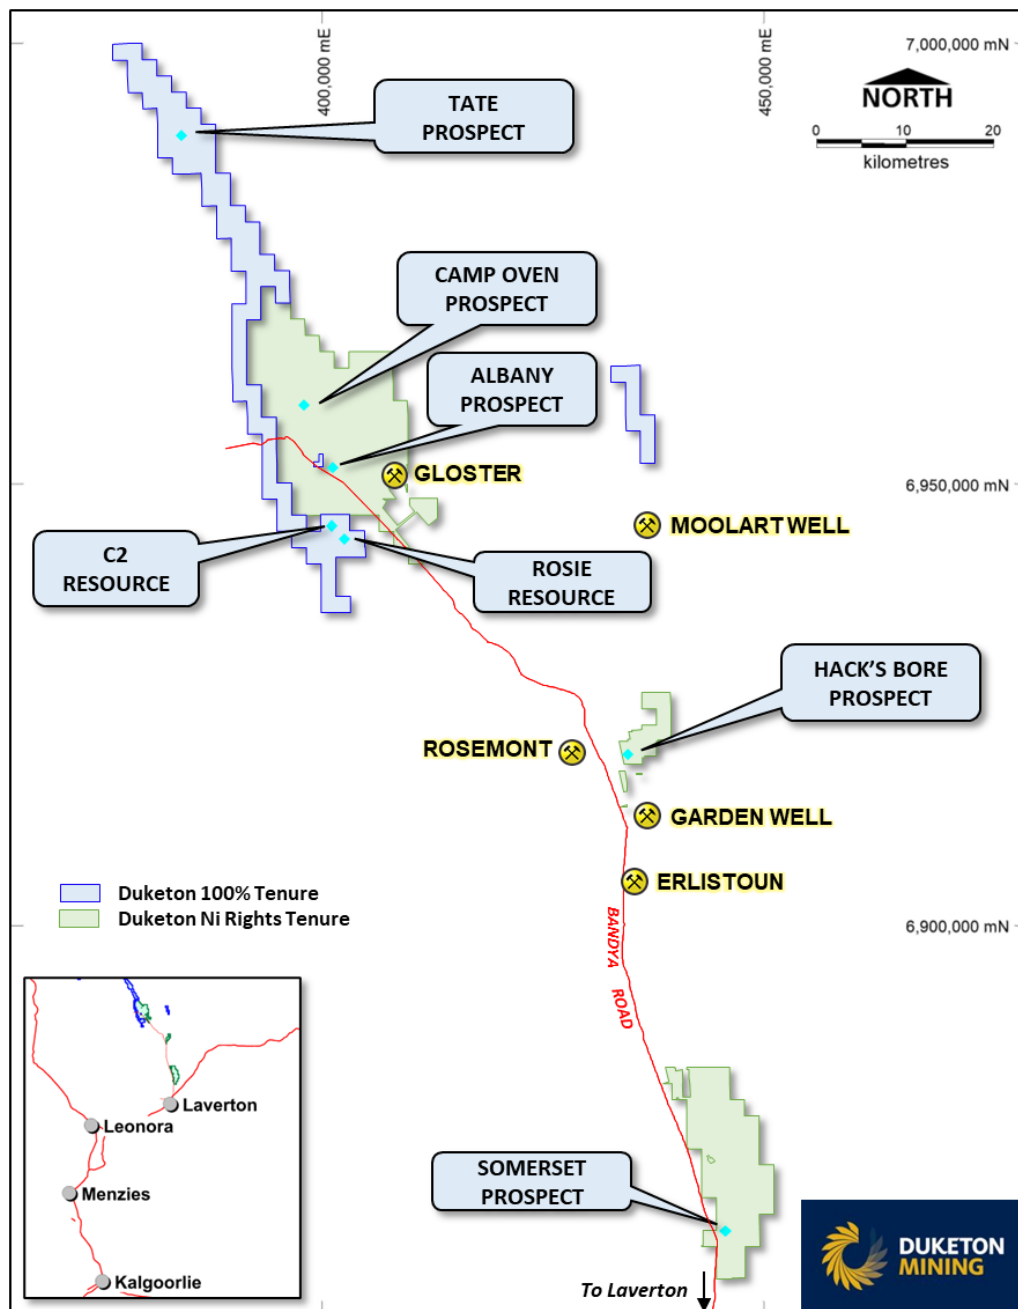 400,000 mE
450,000 mE
7,000,000 mN
NORTH
0 10 20
kilometres
TATE
PROSPECT
CAMP OVEN
PROSPECT
ALBANY
PROSPECT
GLOSTER
6,950,000 mN
MOOLART WELL
C2
RESOURCE
ROSIE
RESOURCE
HACK'S BORE
PROSPECT
ROSEMONT
GARDEN WELL
ERLISTOUN
Duketon 100% Tenure
Duketon Ni Rights Tenure
6,900,000 mN
BANDYA
ROAD
Laverton
Leonora
Menzies
Kalgoorlie
SOMERSET
PROSPECT
To Laverton
DUKETON
MINING